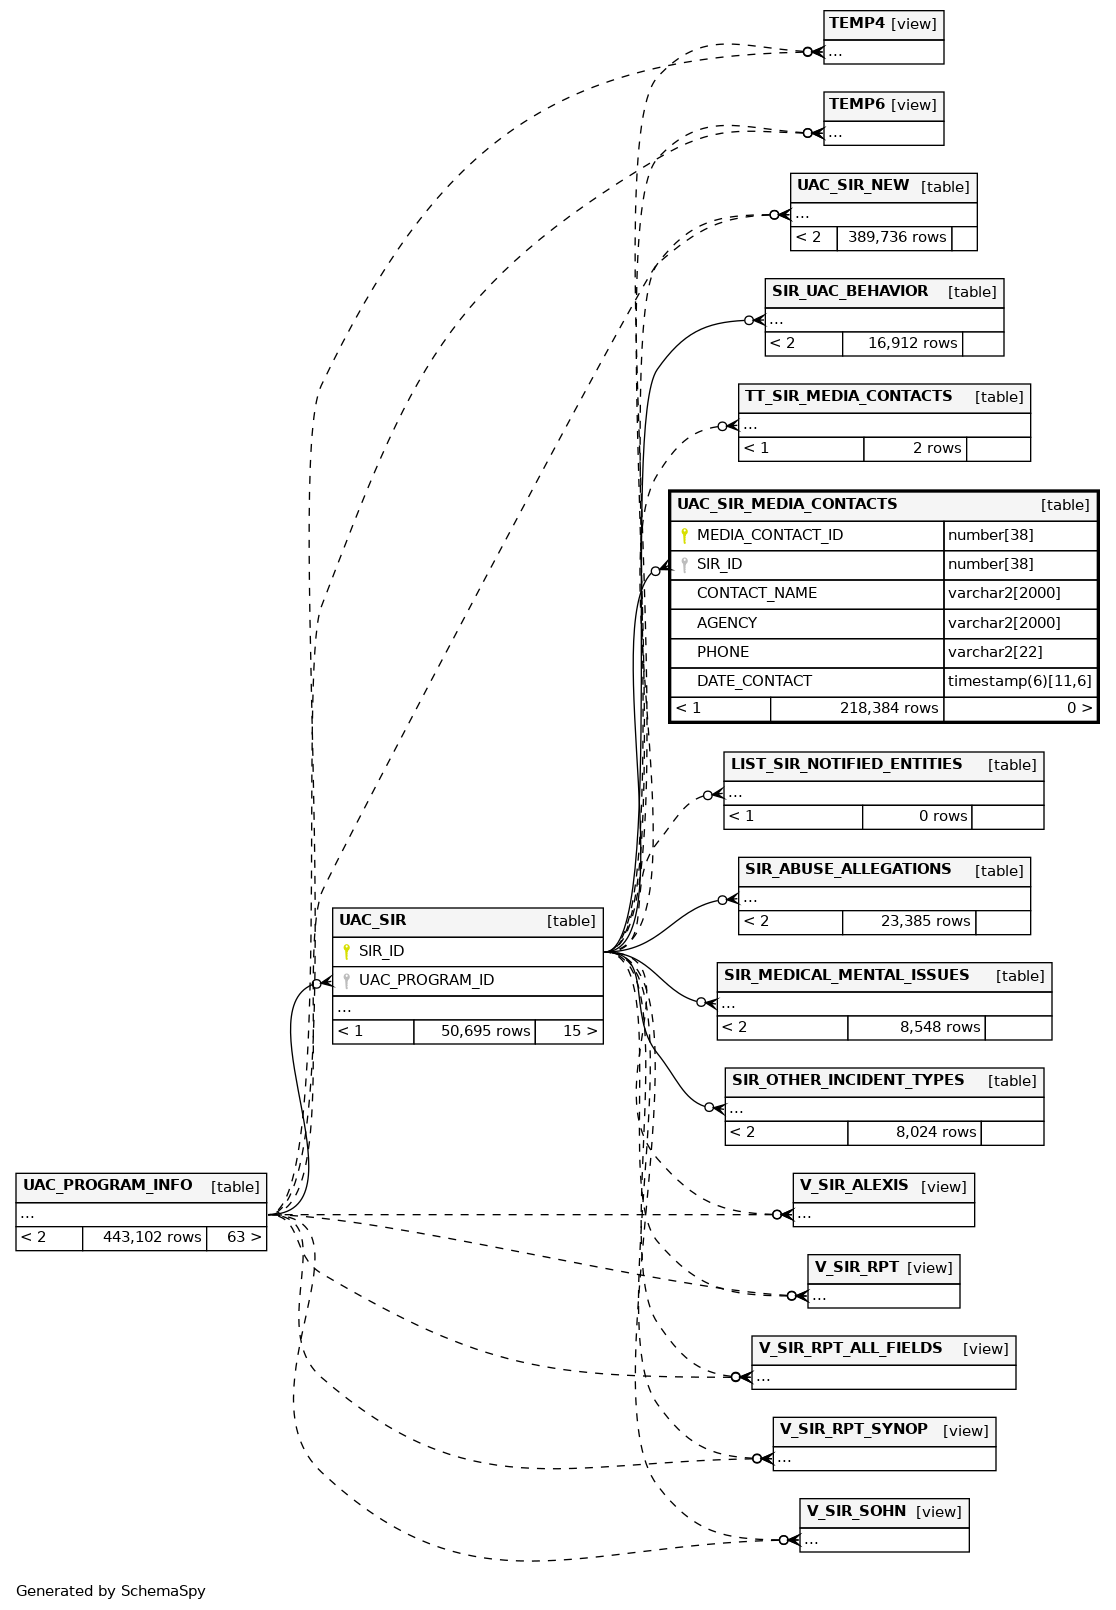 TEMP4 [view]
...
TEMP6 [view]
...
UAC_SIR_NEW [table]
...
< 2 389,736 rows
SIR_UAC_BEHAVIOR [table]
...
< 2 16,912 rows
TT_SIR_MEDIA_CONTACTS [table]
...
< 1 2 rows
UAC_SIR_MEDIA_CONTACTS [table]
MEDIA_CONTACT_ID number[38]
SIR_ID number[38]
CONTACT_NAME varchar2[2000]
AGENCY varchar2[2000]
PHONE varchar2[22]
DATE_CONTACT timestamp(6)[11,6]
< 1 218,384 rows 0 >
LIST_SIR_NOTIFIED_ENTITIES [table]
...
< 1 0 rows
SIR_ABUSE_ALLEGATIONS [table]
...
< 2 23,385 rows
UAC_SIR [table]
SIR_ID
UAC_PROGRAM_ID
...
< 1 50,695 rows 15 >
SIR_MEDICAL_MENTAL_ISSUES [table]
...
< 2 8,548 rows
SIR_OTHER_INCIDENT_TYPES [table]
...
< 2 8,024 rows
UAC_PROGRAM_INFO [table]
...
< 2 443,102 rows 63 >
V_SIR_ALEXIS [view]
...
V_SIR_RPT [view]
...
V_SIR_RPT_ALL_FIELDS [view]
...
V_SIR_RPT_SYNOP [view]
...
V_SIR_SOHN [view]
...
Generated by SchemaSpy